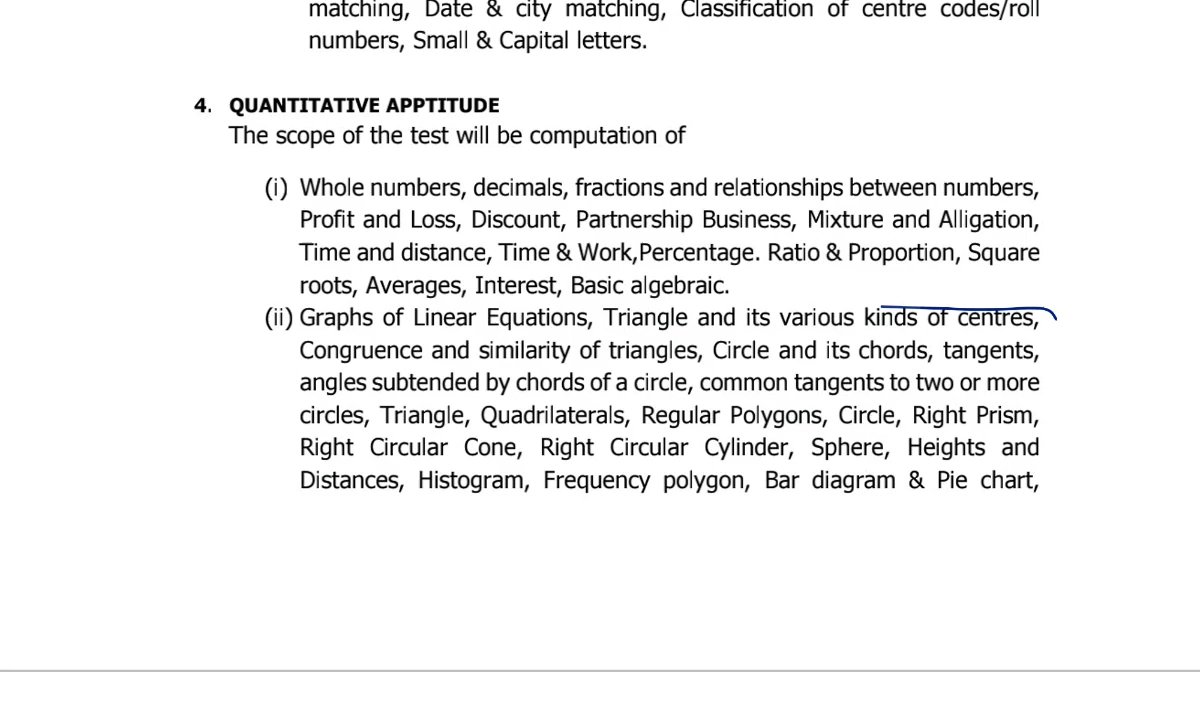 matching, Date & city matching, Classification of centre codes/roll
numbers, Small & Capital letters.
4. QUANTITATIVE APPTITUDE
The scope of the test will be computation of
(i) Whole numbers, decimals, fractions and relationships between numbers,
Profit and Loss, Discount, Partnership Business, Mixture and Alligation,
Time and distance, Time & Work,Percentage. Ratio & Proportion, Square
roots, Averages, Interest, Basic algebraic.
(ii) Graphs of Linear Equations, Triangle and its various kinds of centres,
Congruence and similarity of triangles, Circle and its chords, tangents,
angles subtended by chords of a circle, common tangents to two or more
circles, Triangle, Quadrilaterals, Regular Polygons, Circle, Right Prism,
Right Circular Cone, Right Circular Cylinder, Sphere, Heights and
Distances, Histogram, Frequency polygon, Bar diagram & Pie chart,